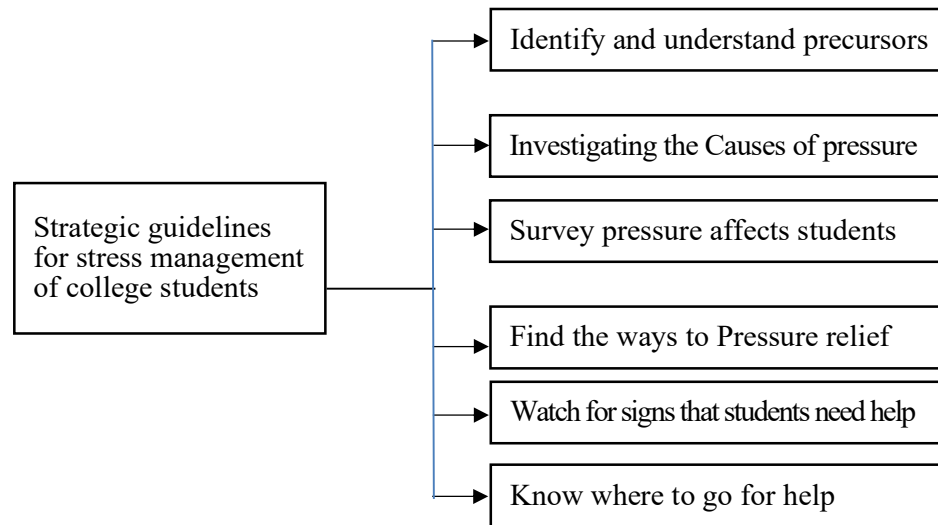 Identify and understand precursors
Investigating the Causes of pressure
Strategic guidelines
for stress management
of college students
Survey pressure affects students
Find the ways to Pressure relief
Watch for signs that students need help
Know where to go for help